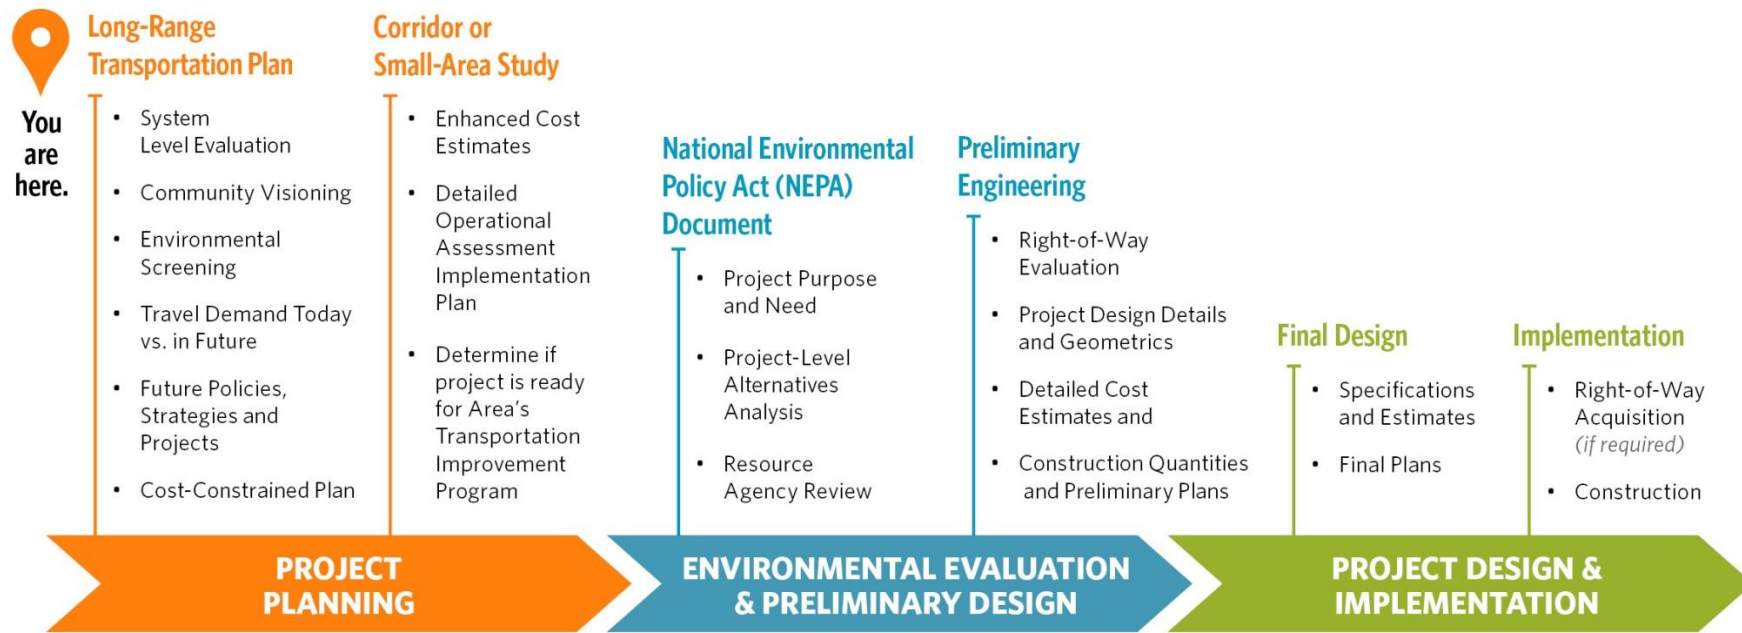 You
are
here.
Long-Range
Transportation Plan
• System
Level Evaluation
• Community Visioning
• Environmental
Screening
• Travel Demand Today
vs. in Future
• Future Policies,
Strategies and
Projects
• Cost-Constrained Plan
Corridor or
Small-Area Study
• Enhanced Cost
Estimates
• Detailed
Operational
Assessment
Implementation
Plan
• Determine if
project is ready
for Area's
Transportation
Improvement
Program
National Environmental
Policy Act (NEPA)
Document
• Project Purpose
and Need
• Project-Level
Alternatives
Analysis
• Resource
Agency Review
Preliminary
Engineering
• Right-of-Way
Evaluation
• Project Design Details
and Geometrics
• Detailed Cost
Estimates and
• Construction Quantities
and Preliminary Plans
Final Design
• Specifications
and Estimates
• Final Plans
Implementation
• Right-of-Way
Acquisition
(if required)
• Construction
PROJECT
PLANNING
ENVIRONMENTAL EVALUATION
& PRELIMINARY DESIGN
PROJECT DESIGN &
IMPLEMENTATION